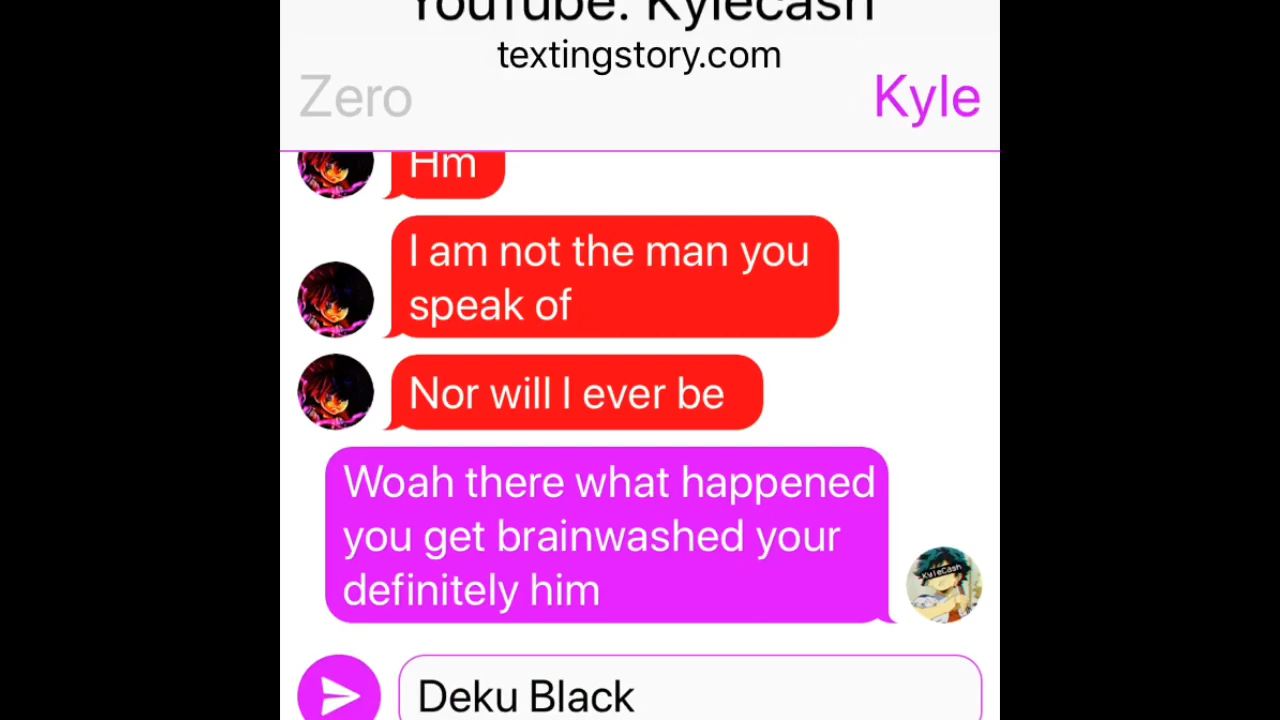 YouTube: Kylecash
textingstory.com
Zero
Kyle
Hm
I am not the man you
speak of
Nor will I ever be
Woah there what happened
you get brainwashed your
definitely him
KyleCash
Deku Black